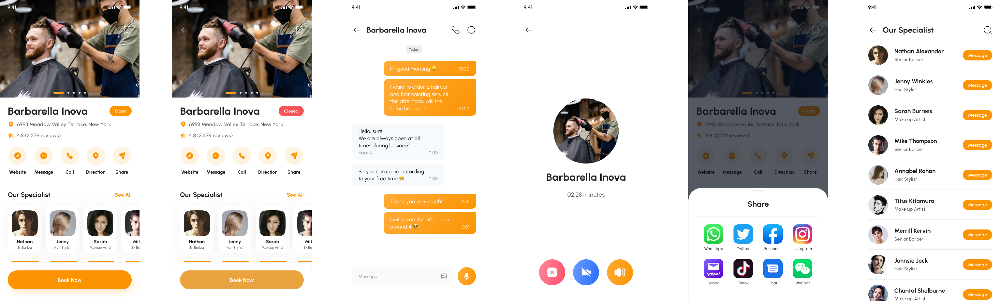 9:41
Barbarella Inova
Open
6993 Meadow Valley Terrace, New York
4.8 (3,279 reviews)
Website
Message
Call
Direction
Share
Our Specialist
See All
Nathan
Sr. Barber
Jenny
Hair Stylist
Sarah
Makeup Artist
Mik
Sx Ba
Book Now
9:41
Barbarella Inova
Closed
6993 Meadow Valley Terrace, New York
4.8 (3,279 reviews)
Website
Message
Call
Direction
Share
Our Specialist
See All
Nathan
Sr. Barber
Jenny
Hair Stylist
Sarah
Makeup Artist
Mik
Sx Ba
Book Now
9:41
Barbarella Inova
Today
Hi, good morning 😄
10:00
I want to order a haircut
and hair coloring service
this afternoon, will the
salon be open?
10:00
Hello, sure.
We are always open at all
times during business
hours.
10:00
So you can come according
to your free time 😁
10:00
Thank you very much!
10:01
I will come this afternoon
around 4 😎
10:01
Message...
9:41
Barbarella Inova
02:28 minutes
9:41
Barbarella Inova
Open
6993 Meadow Valley Terrace, New York
4.8 (3,279 reviews)
Website
Message
Call
Direction
Share
Share
WhatsApp
Twitter
Facebook
Instagram
yahoo!
Yahoo
Tiktok
Chat
WeChat
9:41
Our Specialist
Nathan Alexander
Senior Barber
Message
Jenny Winkles
Hair Stylist
Message
Sarah Burress
Make up Artist
Message
Mike Thompson
Senior Barber
Message
Annabel Rohan
Hair Stylist
Message
Titus Kitamura
Make up Artist
Message
Merrill Kervin
Senior Barber
Message
Johnsie Jock
Hair Stylist
Message
Chantal Shelburne
Make up Artist
Message